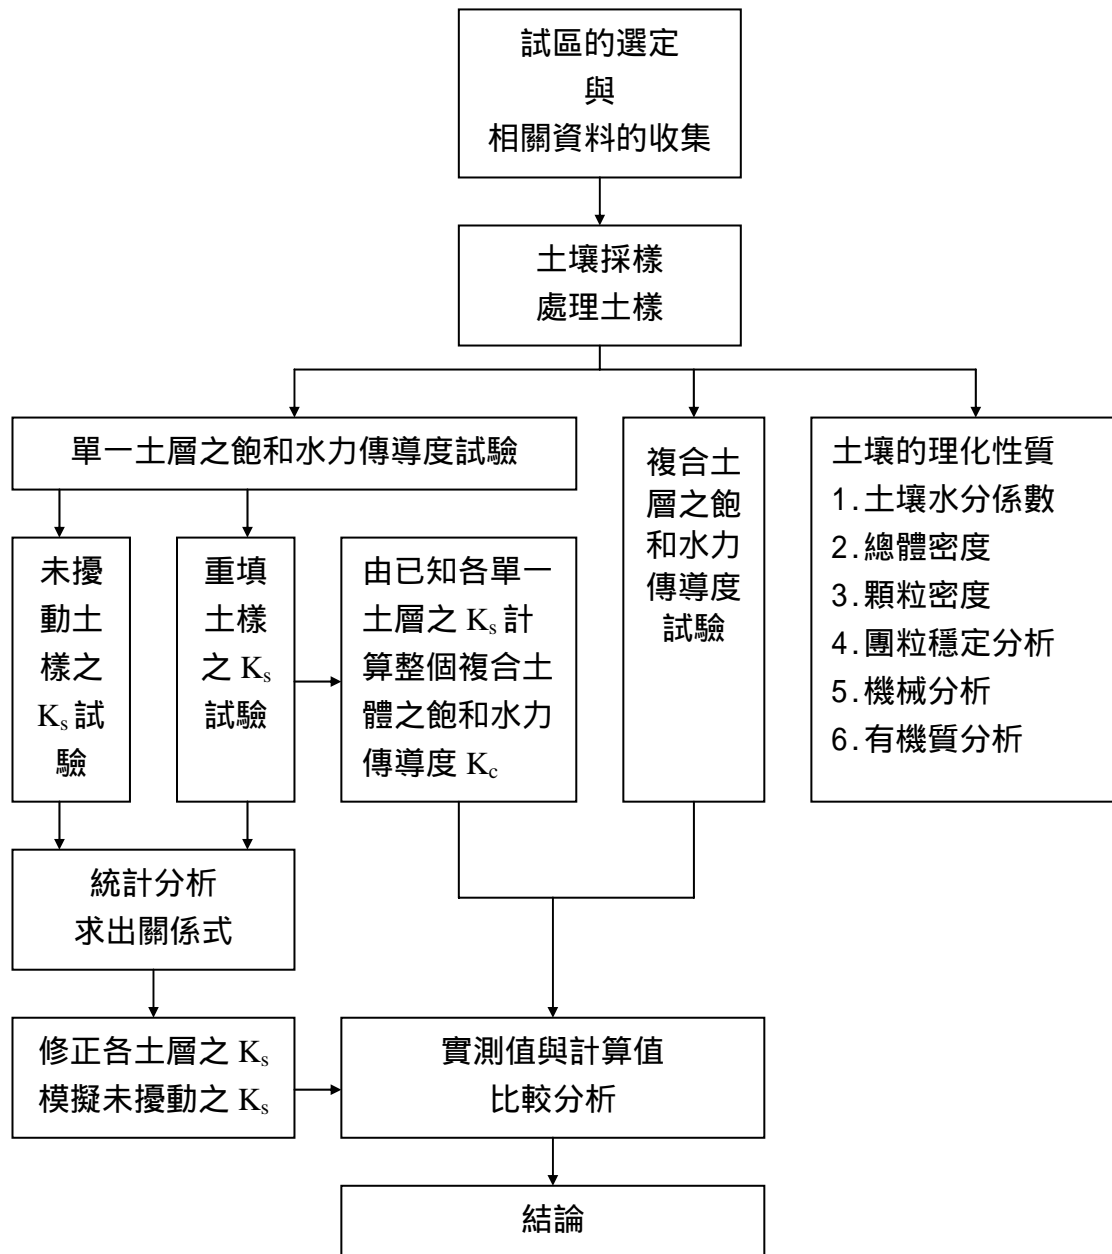 試區的選定
與
相關資料的收集
土壤採樣
處理土樣
單一土層之飽和水力傳導度試驗
未擾
動土
樣之
Ks試
驗
重填
土樣
之 Ks
試驗
由已知各單一
土層之 Ks 計
算整個複合土
體之飽和水力
傳導度 Kc
複合土
層之飽
和水力
傳導度
試驗
土壤的理化性質
1.土壤水分係數
2.總體密度
3.顆粒密度
4.團粒穩定分析
5.機械分析
6.有機質分析
統計分析
求出關係式
修正各土層之 Ks
模擬未擾動之 Ks
實測值與計算值
比較分析
結論